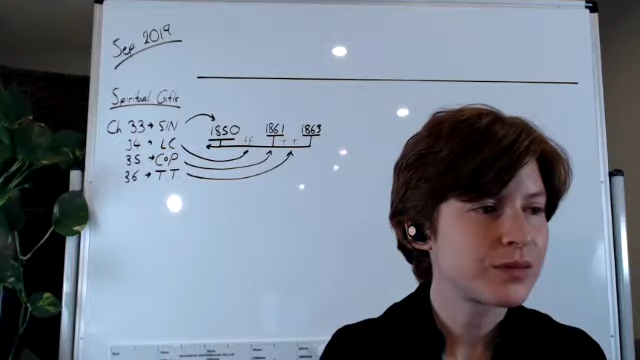 Sep 2019
Spiritual Gifts
Ch 33 → SIN
34 → LC
35 → COP
36 → T.T.
1850 1861 1863
LC T T